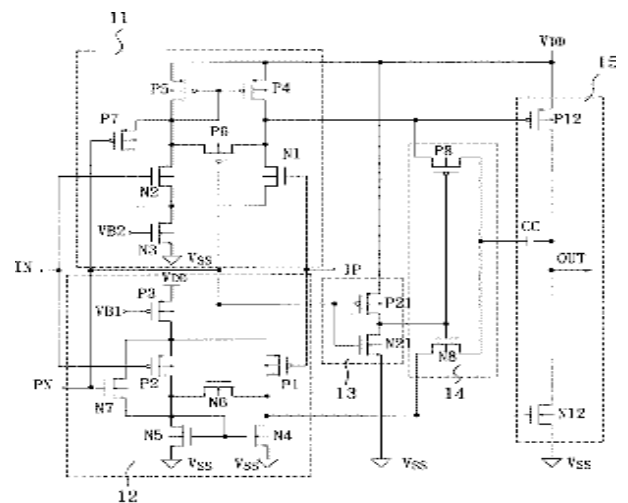 11
VDD
15
P5
P4
P12
P7
P6
P8
N2
N1
CC
VB2
N3
VSS
IN
IP
OUT
VDD
P3
VB1
P21
P2
P1
N21
N8
PN
N7
N6
13
14
N5
N4
N12
VSS
VSS
VSS
VSS
12